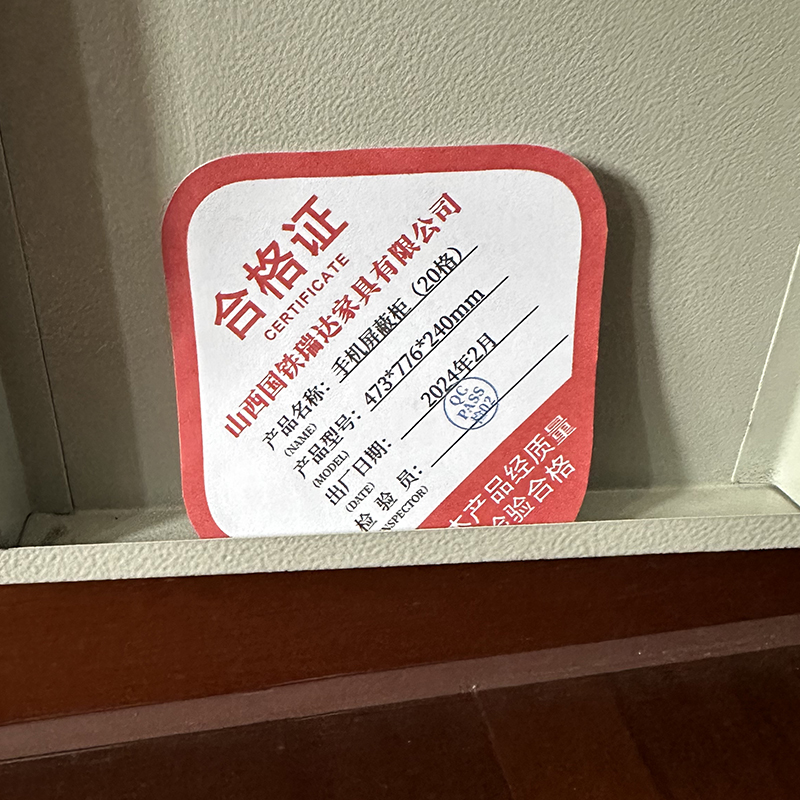 合格证
CERTIFICATE
山西国铁瑞达家具有限公司
产品名称：手机屏蔽柜（20格）
(NAME)
产品型号：473*776*240mm
(MODEL)
出厂日期：2024年2月
(DATE)
检 验 员：
QC
PASS
本产品经质量
检验合格